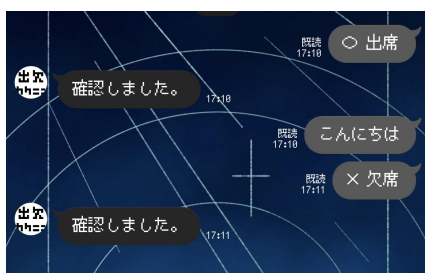 既読
17:10
○ 出席
出欠
確認しました。
17:10
既読
17:10
こんにちは
既読
17:11
× 欠席
出欠
確認しました。
17:11